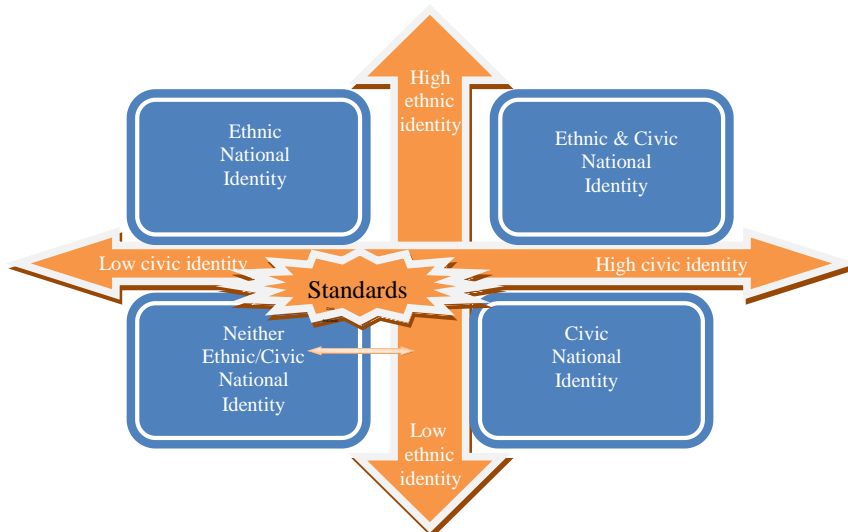 High
ethnic
identity
Ethnic
National
Identity
Ethnic & Civic
National
Identity
Low civic identity
High civic identity
Standards
Neither
Ethnic/Civic
National
Identity
Civic
National
Identity
Low
ethnic
identity